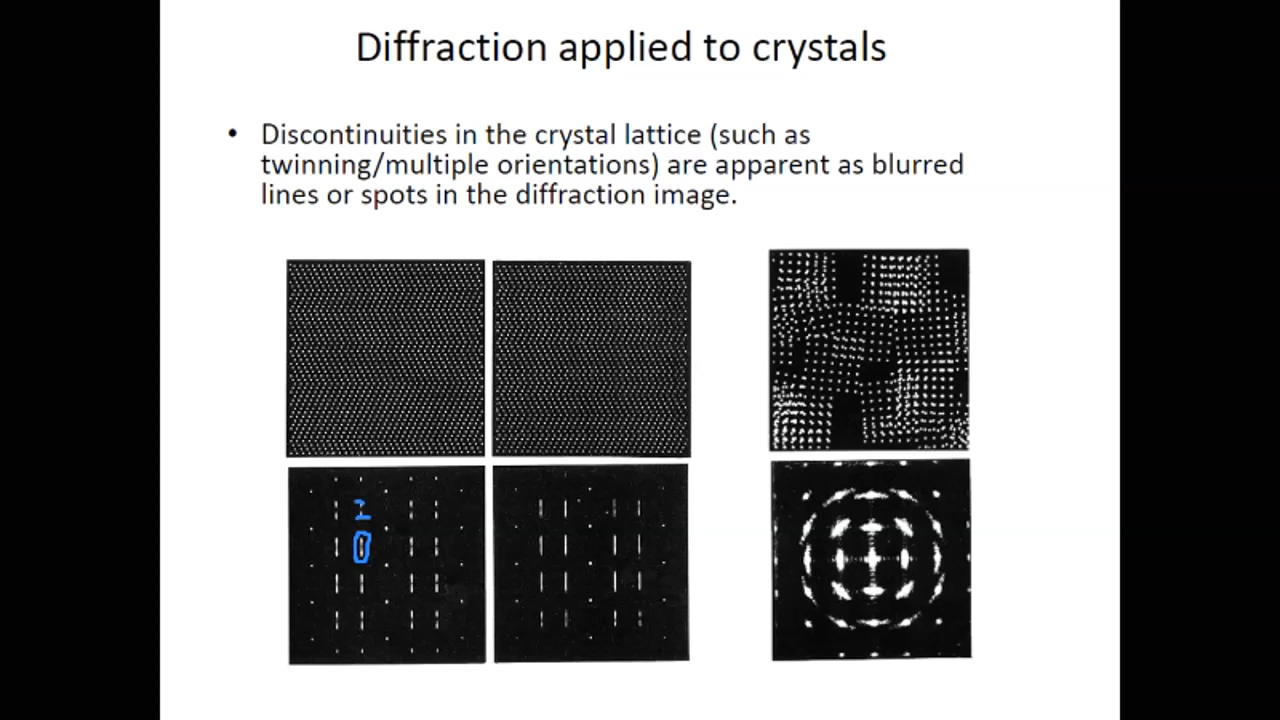 Diffraction applied to crystals
• Discontinuities in the crystal lattice (such as
twinning/multiple orientations) are apparent as blurred
lines or spots in the diffraction image.